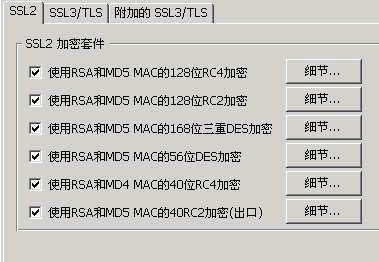 SSL2 SSL3/TLS 附加的 SSL3/TLS
SSL2 加密套件
使用RSA和MD5 MAC的128位RC4加密 细节...
使用RSA和MD5 MAC的128位RC2加密 细节...
使用RSA和MD5 MAC的168位三重DES加密 细节...
使用RSA和MD5 MAC的56位DES加密 细节...
使用RSA和MD4 MAC的40位RC4加密 细节...
使用RSA和MD5 MAC的40RC2加密(出口) 细节...